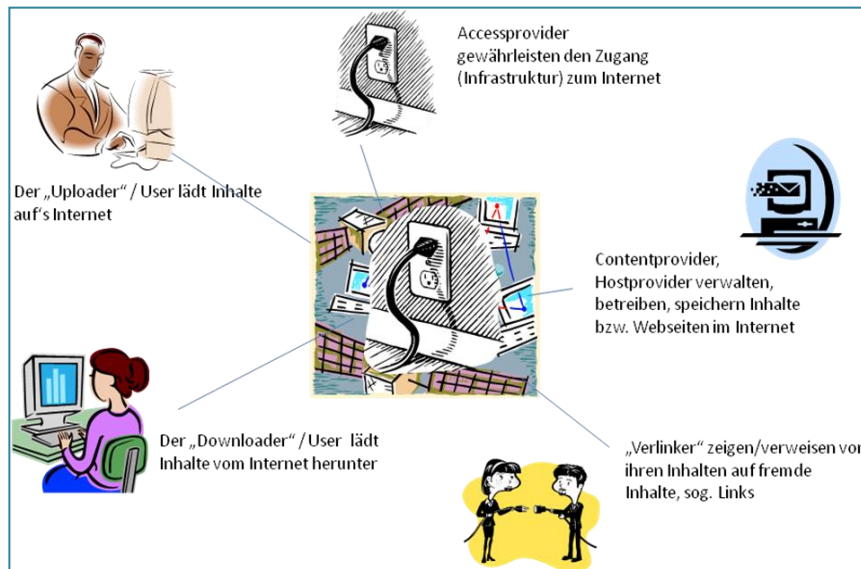 Accessprovider
gewährleisten den Zugang
(Infrastruktur) zum Internet
Der „Uploader“ / User lädt Inhalte
auf's Internet
Contentprovider,
Hostprovider verwalten,
betreiben, speichern Inhalte
bzw. Webseiten im Internet
Der „Downloader“ / User lädt
Inhalte vom Internet herunter
„Verlinker“ zeigen/verweisen vor
ihren Inhalten auf fremde
Inhalte, sog. Links